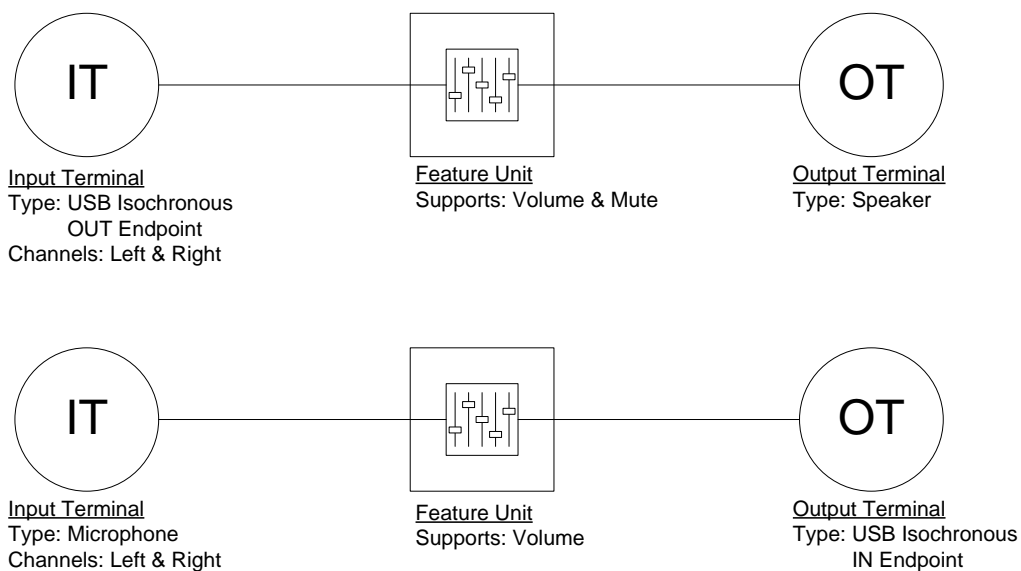 IT
OT
Input Terminal
Type: USB Isochronous
OUT Endpoint
Channels: Left & Right
Feature Unit
Supports: Volume & Mute
Output Terminal
Type: Speaker
IT
OT
Input Terminal
Type: Microphone
Channels: Left & Right
Feature Unit
Supports: Volume
Output Terminal
Type: USB Isochronous
IN Endpoint